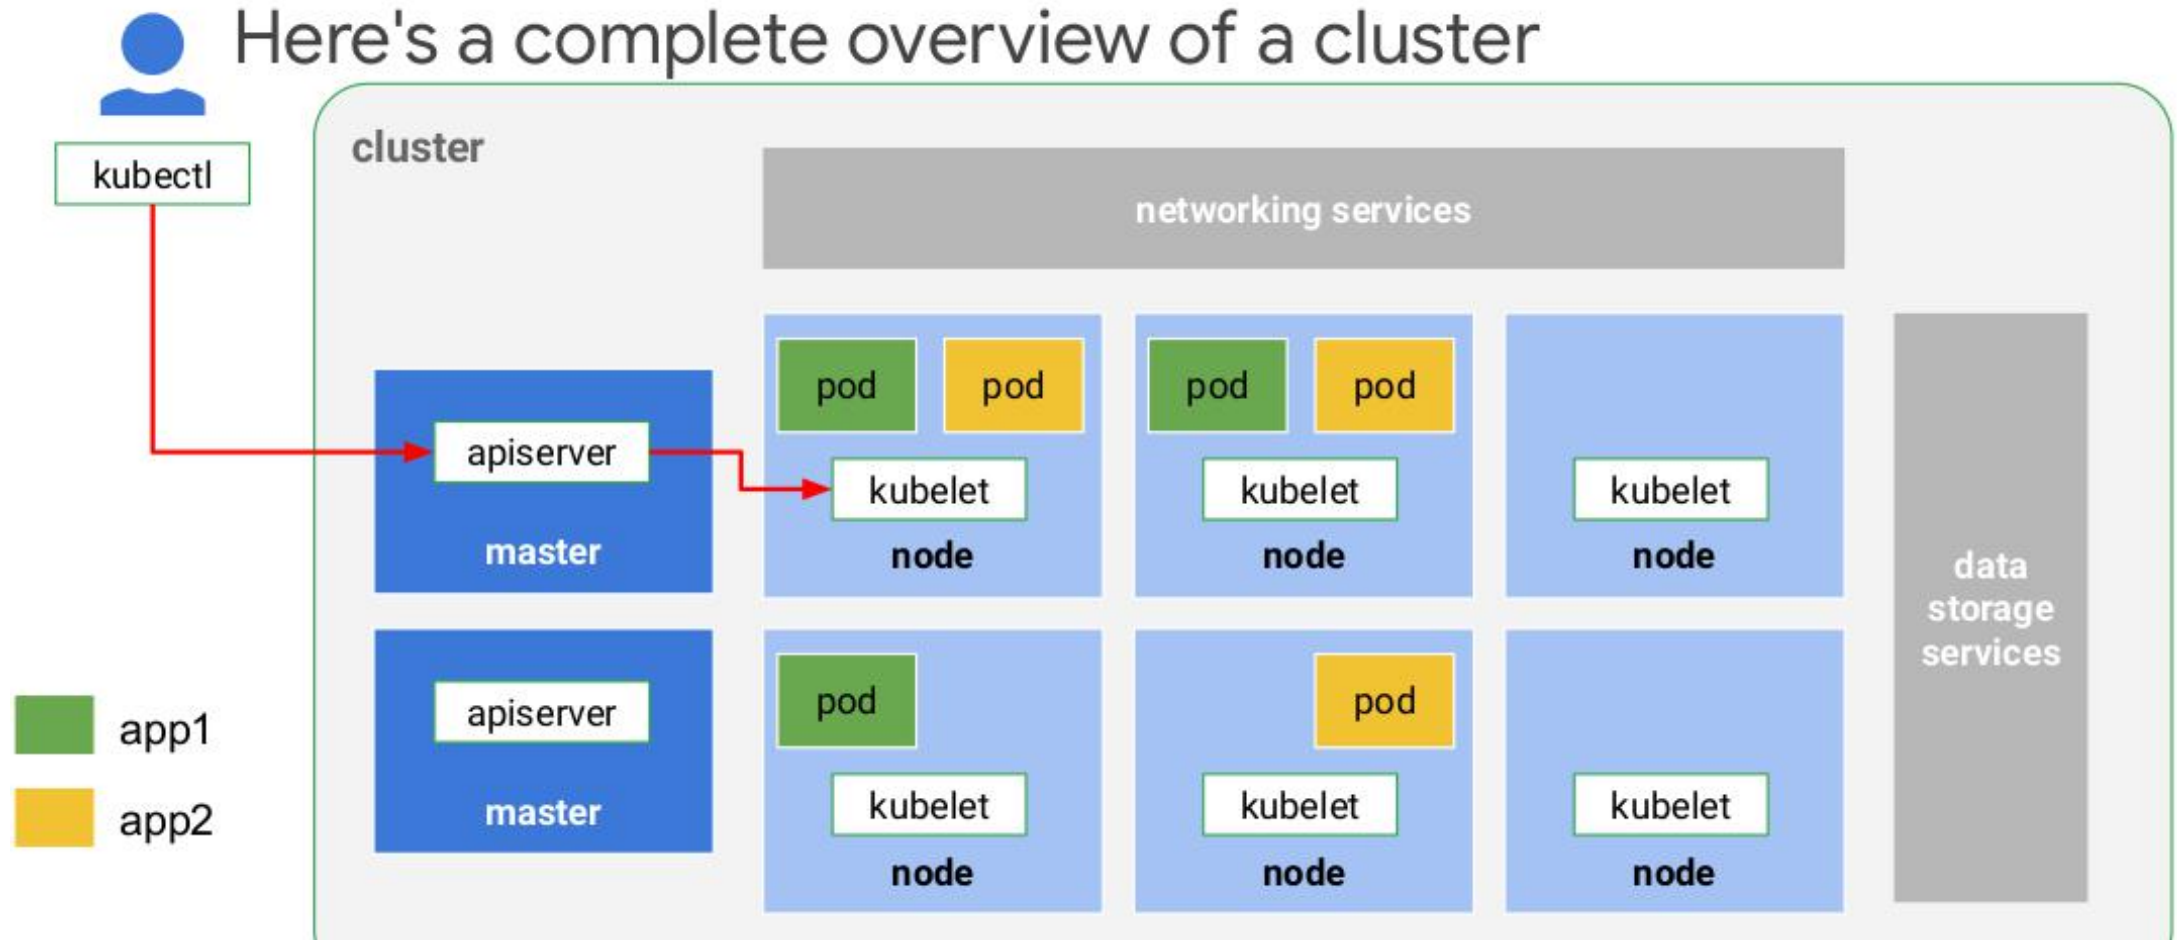 Here's a complete overview of a cluster
kubectl
cluster
networking services
pod
pod
pod
pod
apiserver
kubelet
kubelet
kubelet
master
node
node
node
data
storage
services
pod
pod
apiserver
app1
kubelet
kubelet
kubelet
master
app2
node
node
node